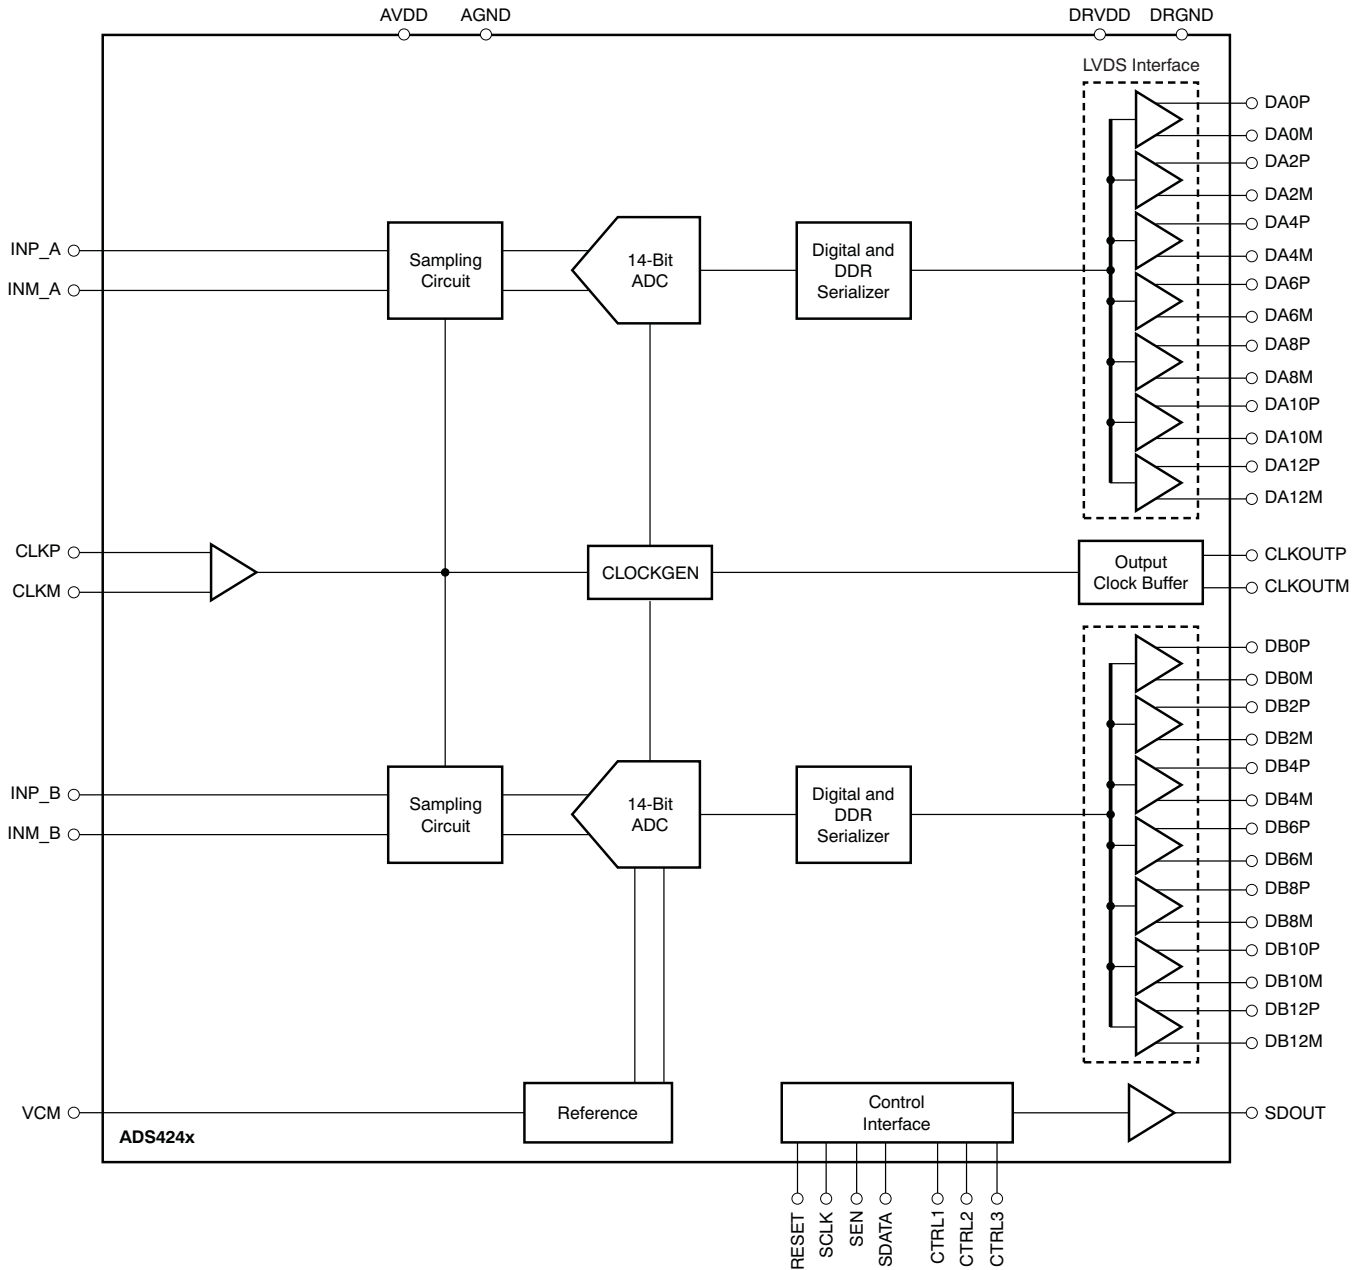 AVDD
AGND
DRVDD
DRGND
LVDS Interface
DA0P
DA0M
DA2P
DA2M
DA4P
DA4M
DA6P
DA6M
DA8P
DA8M
DA10P
DA10M
DA12P
DA12M
INP_A
INM_A
Sampling
Circuit
14-Bit
ADC
Digital and
DDR
Serializer
CLKP
CLKM
CLOCKGEN
Output
Clock Buffer
CLKOUTP
CLKOUTM
DB0P
DB0M
DB2P
DB2M
DB4P
DB4M
DB6P
DB6M
DB8P
DB8M
DB10P
DB10M
DB12P
DB12M
INP_B
INM_B
Sampling
Circuit
14-Bit
ADC
Digital and
DDR
Serializer
VCM
Reference
Control
Interface
SDOUT
ADS424x
RESET
SCLK
SEN
SDATA
CTRL1
CTRL2
CTRL3